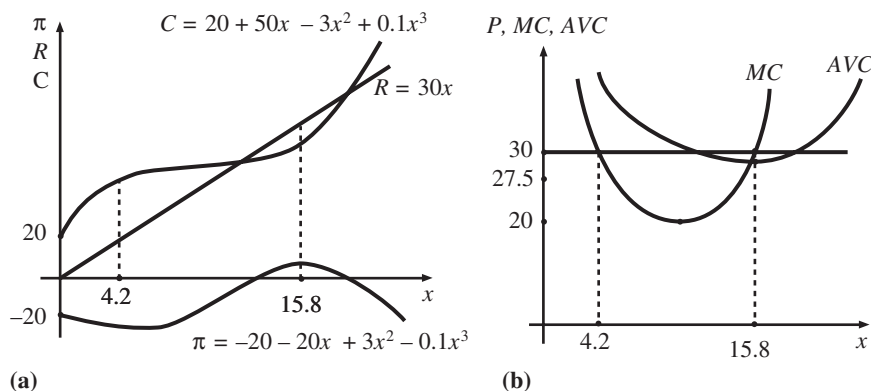 π
R
C
C = 20 + 50x – 3x² + 0.1x³
R = 30x
20
–20
4.2
15.8
x
π = –20 – 20x + 3x² – 0.1x³
(a)
P, MC, AVC
MC
AVC
30
27.5
20
4.2
15.8
x
(b)